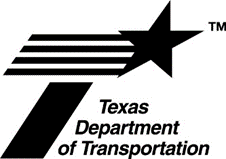 TM
Texas
Department
of Transportation